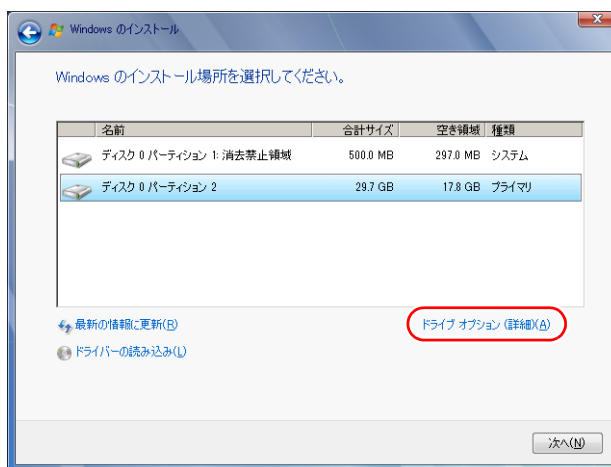 Windows のインストール
Windows のインストール場所を選択してください。
名前 合計サイズ 空き領域 種類
ディスク 0 パーティション 1: 消去禁止領域 500.0 MB 297.0 MB システム
ディスク 0 パーティション 2 29.7 GB 17.8 GB プライマリ
最新の情報に更新(R) ドライブ オプション (詳細)(A)
ドライバーの読み込み(L)
次へ(N)